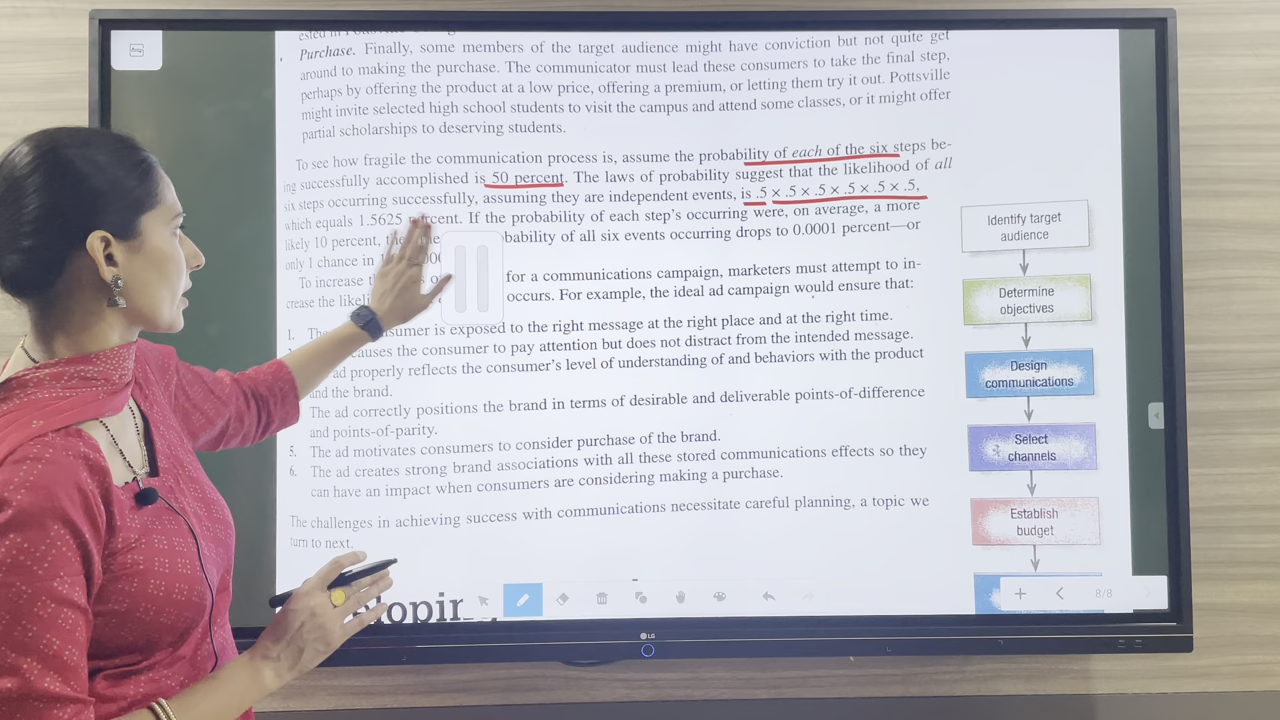 Purchase. Finally, some members of the target audience might have conviction but not quite get
around to making the purchase. The communicator must lead these consumers to take the final step,
perhaps by offering the product at a low price, offering a premium, or letting them try it out. Pottsville
might invite selected high school students to visit the campus and attend some classes, or it might offer
partial scholarships to deserving students.
To see how fragile the communication process is, assume the probability of each of the six steps be-
ing successfully accomplished is 50 percent. The laws of probability suggest that the likelihood of all
six steps occurring successfully, assuming they are independent events, is .5 × .5 × .5 × .5 × .5 × .5,
which equals 1.5625 percent. If the probability of each step's occurring were, on average, a more
likely 10 percent, probability of all six events occurring drops to 0.0001 percent—or
only 1 chance in
To increase for a communications campaign, marketers must attempt to in-
crease the occurs. For example, the ideal ad campaign would ensure that:
1. consumer is exposed to the right message at the right place and at the right time.
causes the consumer to pay attention but does not distract from the intended message.
ad properly reflects the consumer's level of understanding of and behaviors with the product
and the brand.
The ad correctly positions the brand in terms of desirable and deliverable points-of-difference
and points-of-parity.
5. The ad motivates consumers to consider purchase of the brand.
6. The ad creates strong brand associations with all these stored communications effects so they
can have an impact when consumers are considering making a purchase.
The challenges in achieving success with communications necessitate careful planning, a topic we
turn to next.
Identify target
audience
Determine
objectives
Design
communications
Select
channels
Establish
budget
8/8
LG